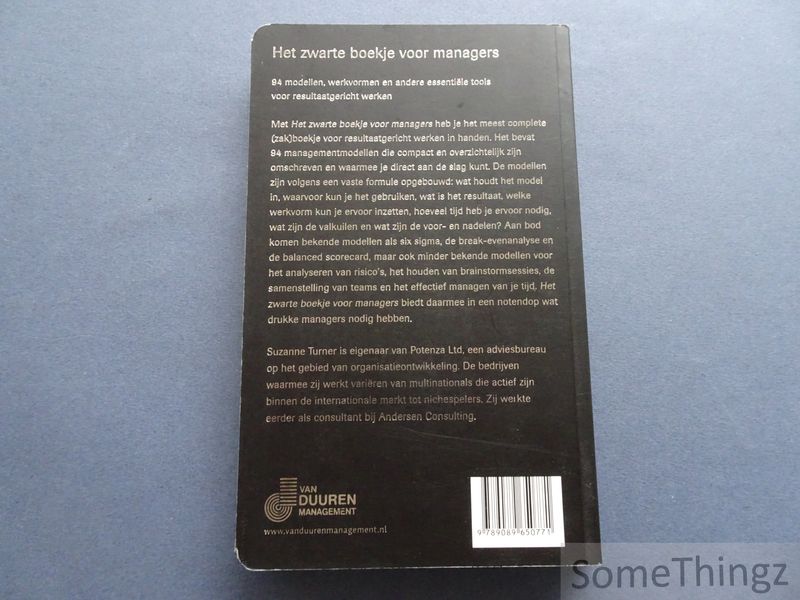 Het zwarte boekje voor managers
94 modellen, werkvormen en andere essentiële tools
voor resultaatgericht werken
Met Het zwarte boekje voor managers heb je het meest complete
(zak)boekje voor resultaatgericht werken in handen. Het bevat
94 managementmodellen die compact en overzichtelijk zijn
omschreven en waarmee je direct aan de slag kunt. De modellen
zijn volgens een vaste formule opgebouwd: wat houdt het model
in, waarvoor kun je het gebruiken, wat is het resultaat, welke
werkvorm kun je ervoor inzetten, hoeveel tijd heb je ervoor nodig,
wat zijn de valkuilen en wat zijn de voor- en nadelen? Aan bod
komen bekende modellen als six sigma, de break-evenanalyse en
de balanced scorecard, maar ook minder bekende modellen voor
het analyseren van risico's, het houden van brainstormsessies, de
samenstelling van teams en het effectief managen van je tijd. Het
zwarte boekje voor managers biedt daarmee in een notendop wat
drukke managers nodig hebben.
Suzanne Turner is eigenaar van Potenza Ltd, een adviesbureau
op het gebied van organisatieontwikkeling. De bedrijven
waarmee zij werkt variëren van multinationals die actief zijn
binnen de internationale markt tot nichespelers. Zij werkte
eerder als consultant bij Andersen Consulting.
VAN
DUUREN
MANAGEMENT
www.vanduurenmanagement.nl
9 789089 650771
SomeThingz